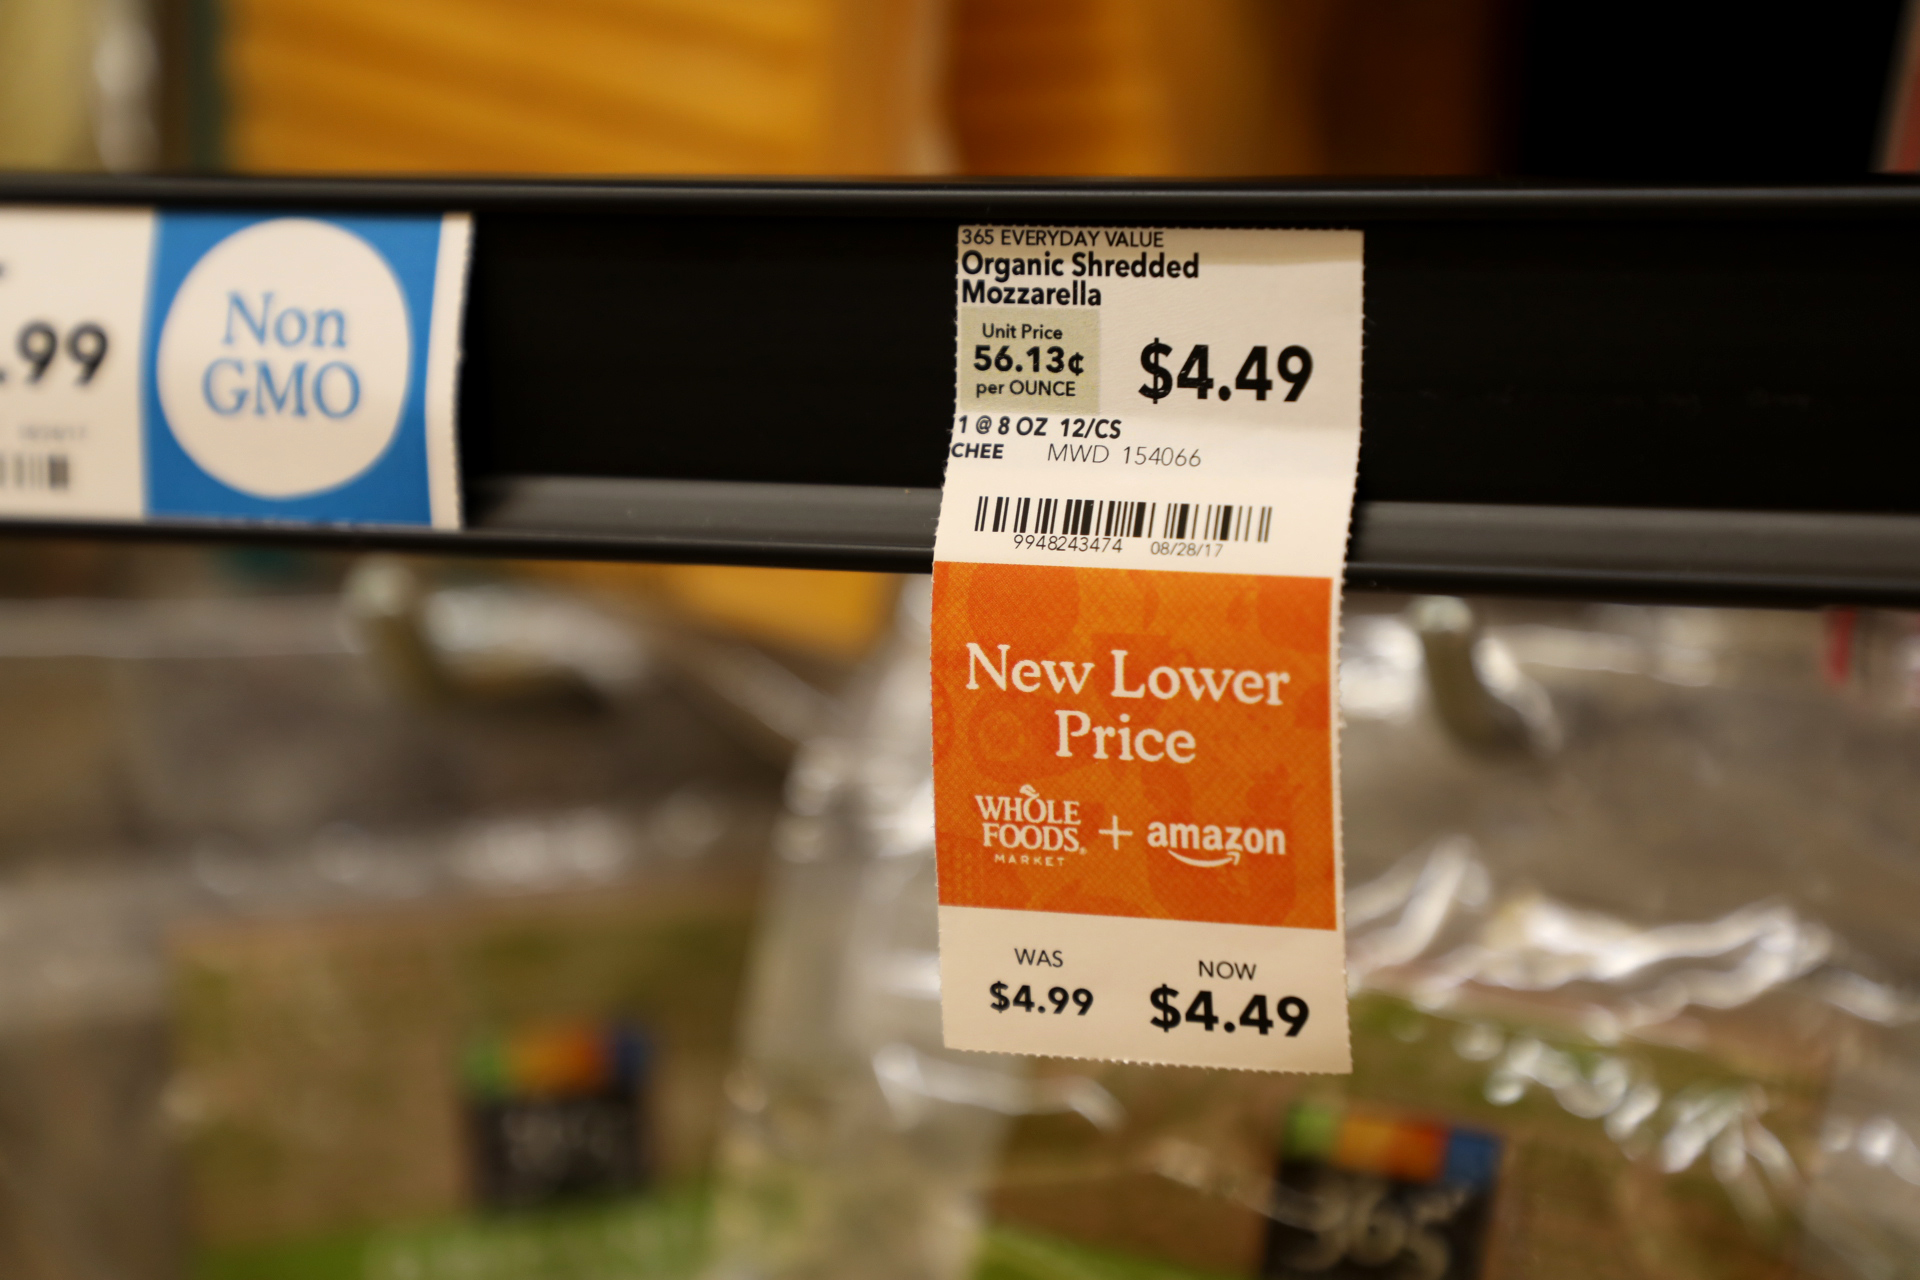 .99
Non
GMO
365 EVERYDAY VALUE
Organic Shredded
Mozzarella
Unit Price
56.13¢
per OUNCE
$4.49
1 @ 8 OZ 12/CS
CHEE MWD 154066
9948243474 08/28/17
New Lower
Price
WHOLE
FOODS®
MARKET
+ amazon
WAS
$4.99
NOW
$4.49
365